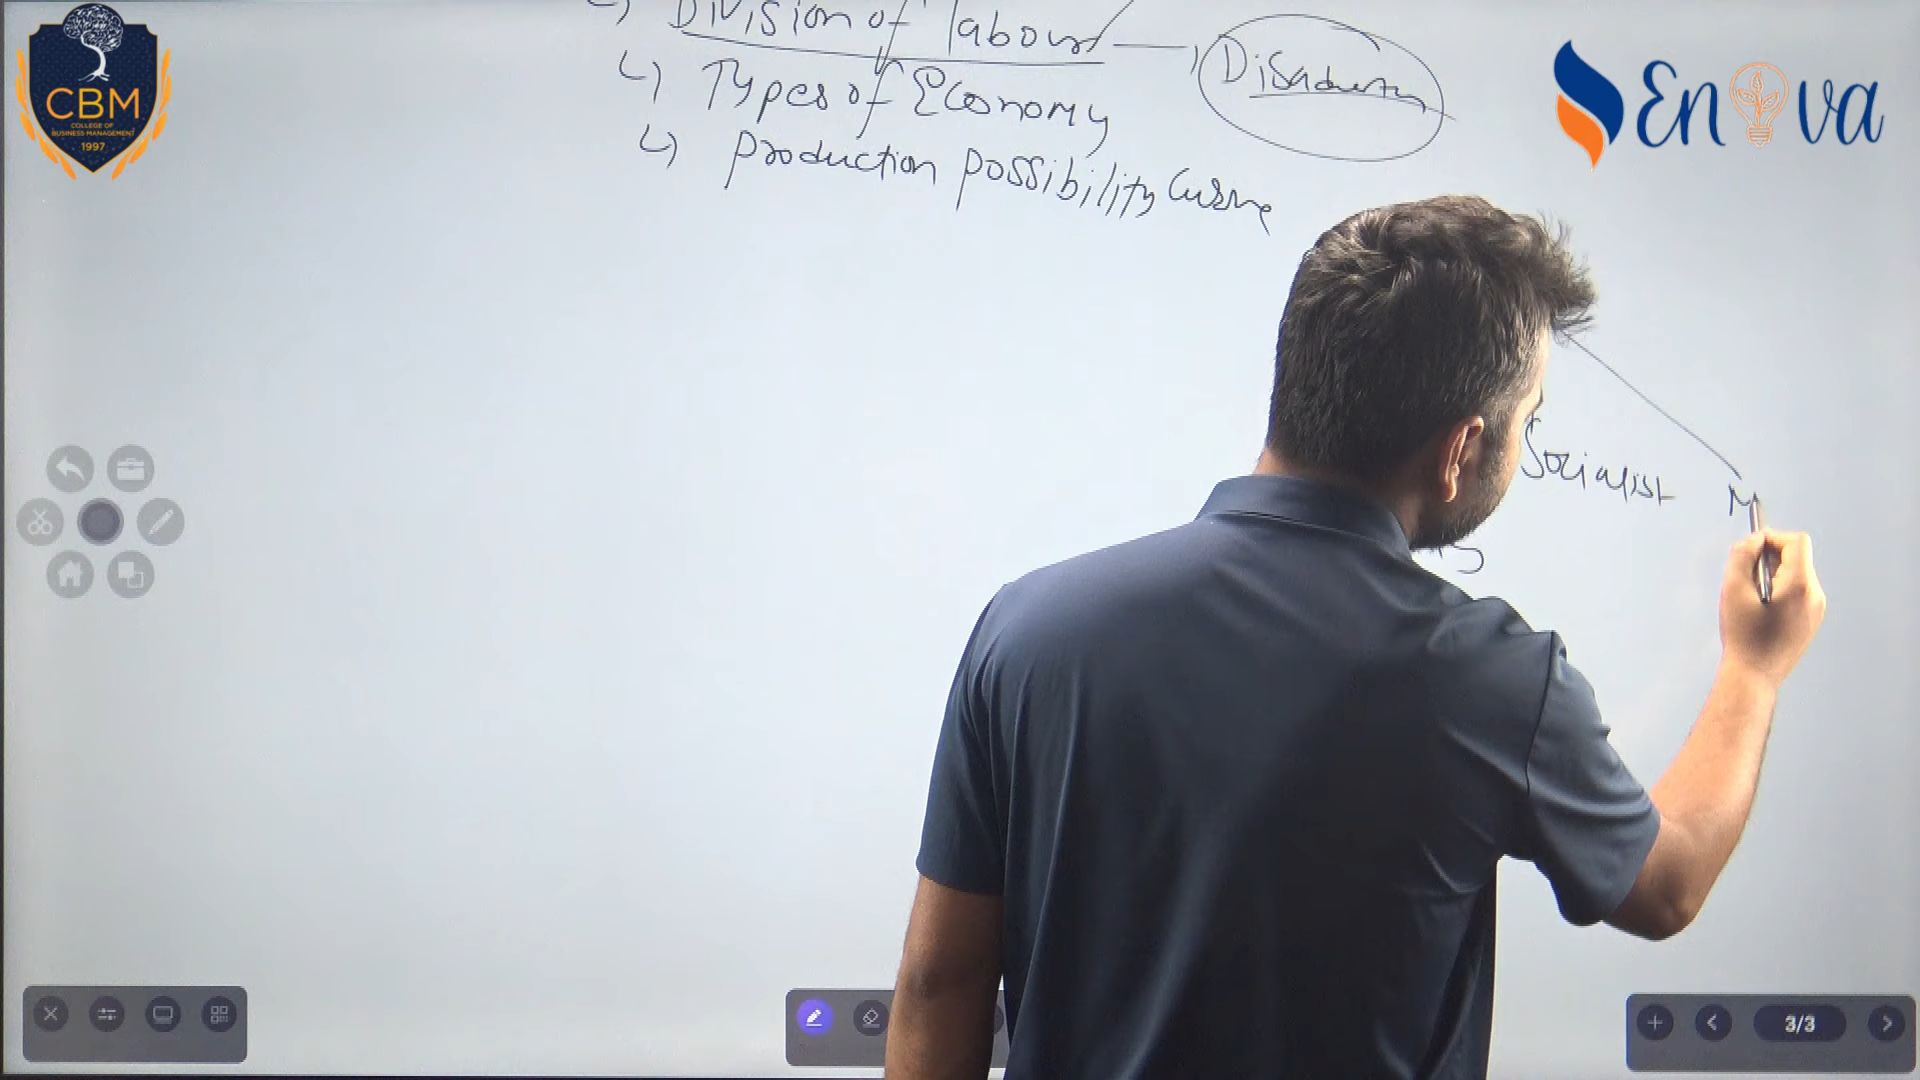 CBM
COLLEGE OF
BUSINESS MANAGEMENT
1997
Enova
Division of labour
Types of Economy
Production possibility Curve
Socialist
M
3/3